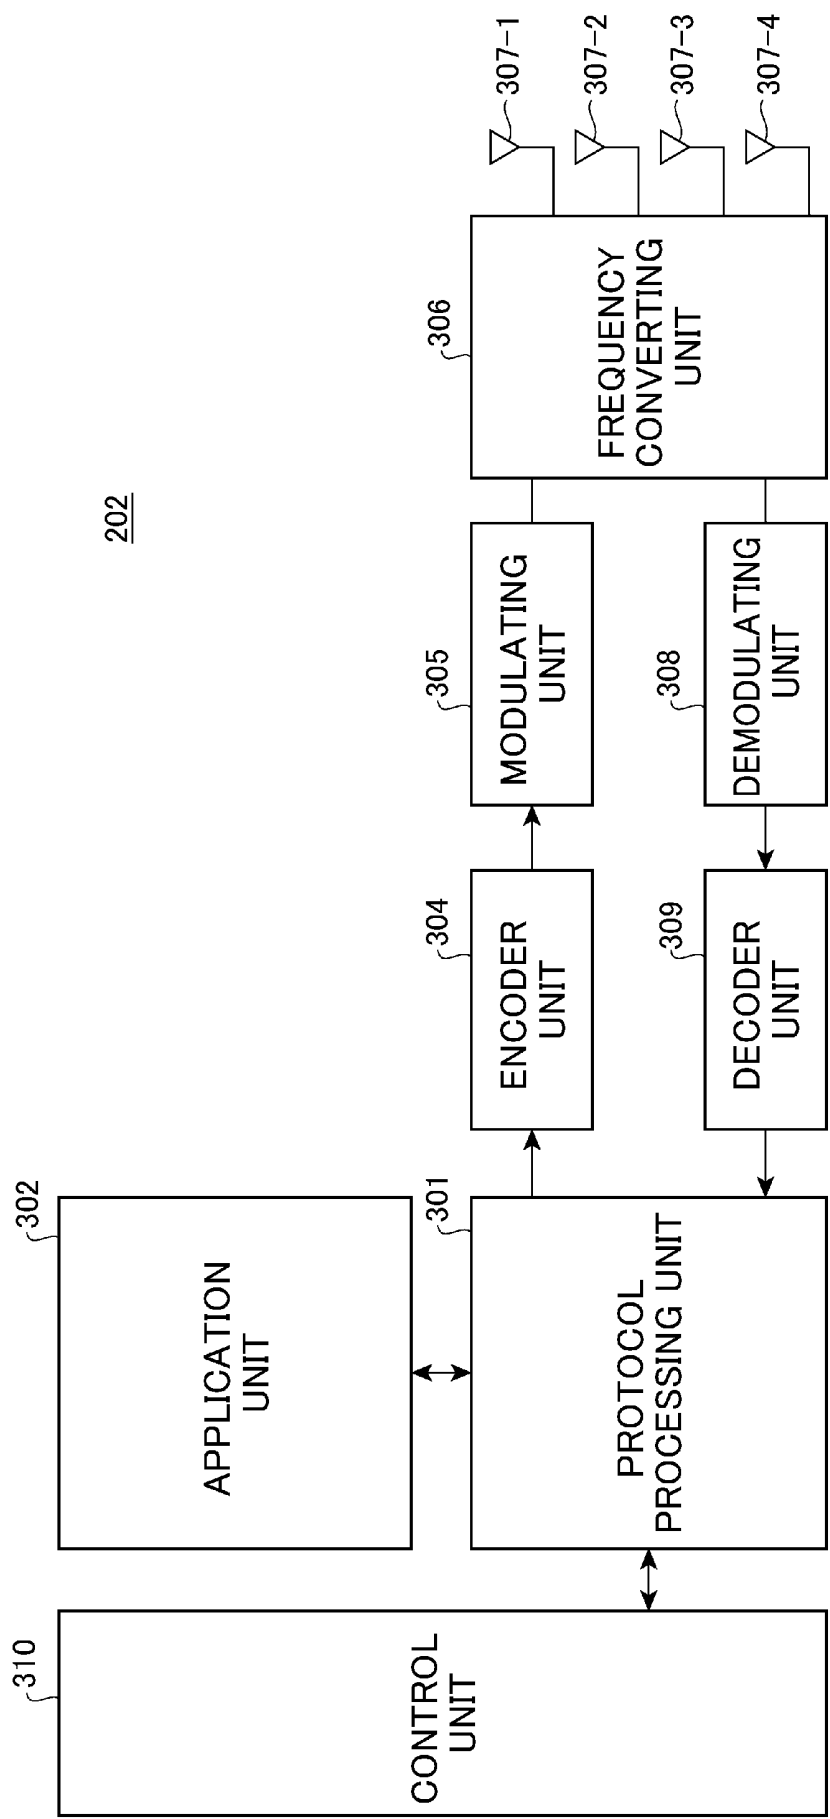 202
310
CONTROL
UNIT
302
APPLICATION
UNIT
301
PROTOCOL
PROCESSING UNIT
304
ENCODER
UNIT
305
MODULATING
UNIT
306
FREQUENCY
CONVERTING
UNIT
307-1
307-2
307-3
307-4
309
DECODER
UNIT
308
DEMODULATING
UNIT